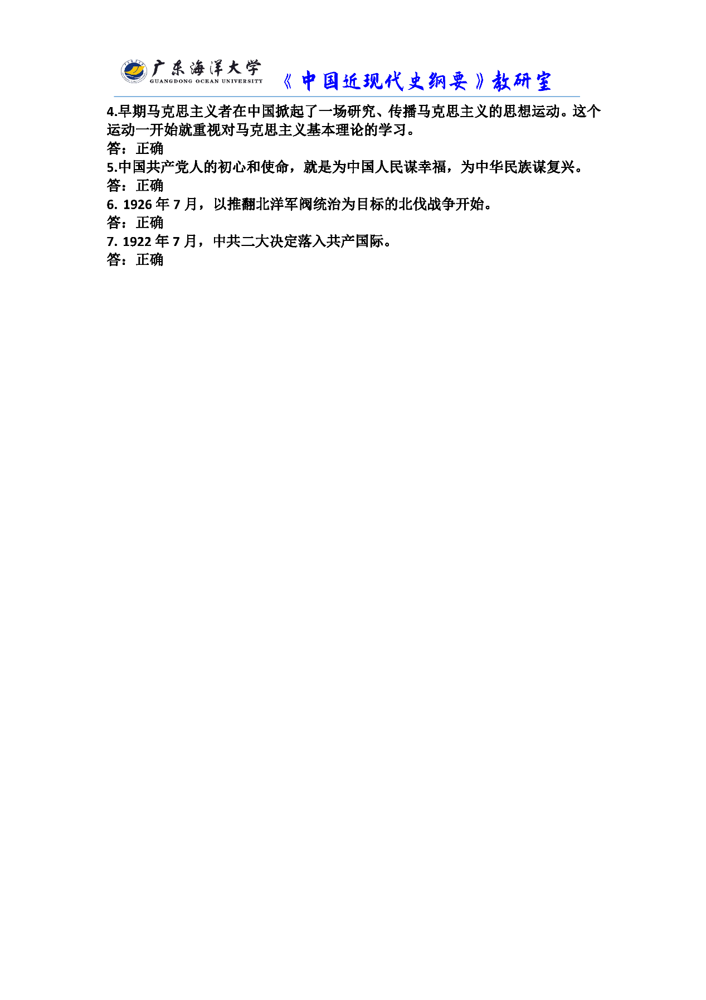 广东海洋大学
GUANGDONG OCEAN UNIVERSITY
《中国近现代史纲要》教研室
4.早期马克思主义者在中国掀起了一场研究、传播马克思主义的思想运动。这个
运动一开始就重视对马克思主义基本理论的学习。
答：正确
5.中国共产党人的初心和使命，就是为中国人民谋幸福，为中华民族谋复兴。
答：正确
6. 1926 年 7 月，以推翻北洋军阀统治为目标的北伐战争开始。
答：正确
7. 1922 年 7 月，中共二大决定落入共产国际。
答：正确